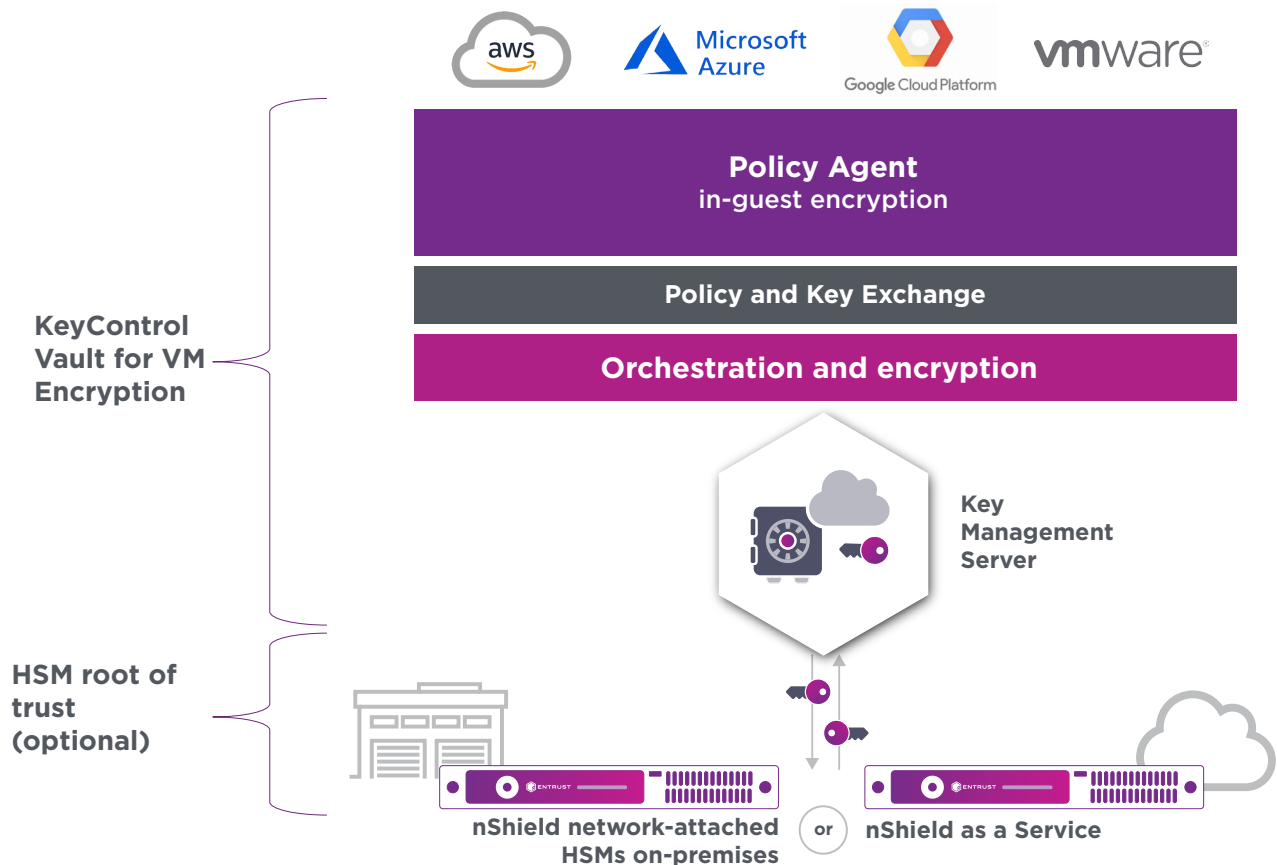 aws
Microsoft
Azure
Google Cloud Platform
vmware®
Policy Agent
in-guest encryption
Policy and Key Exchange
Orchestration and encryption
KeyControl
Vault for VM
Encryption
Key
Management
Server
HSM root of
trust
(optional)
ENTRUST
ENTRUST
nShield network-attached
HSMs on-premises
or
nShield as a Service